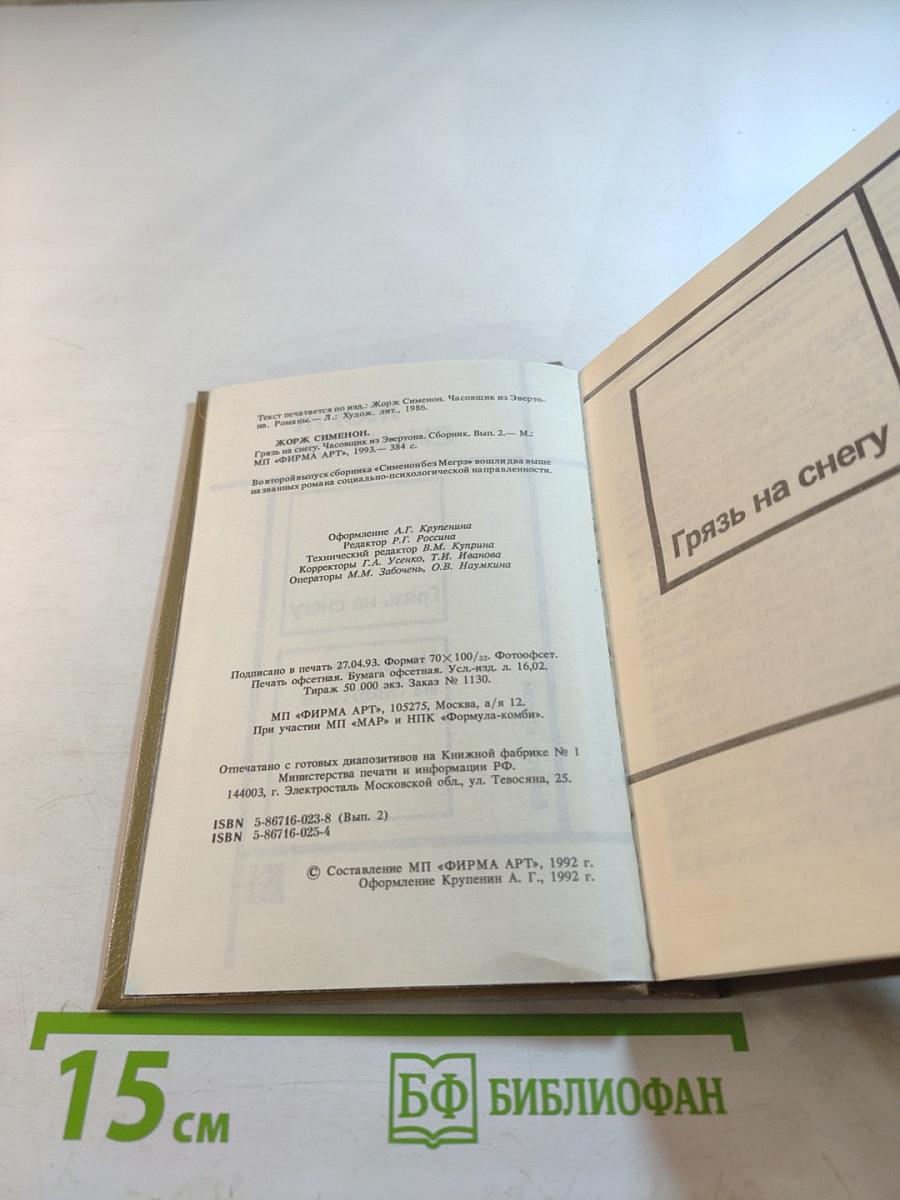 Текст печатается по изд.: Жорж Сименон. Часовщик из Эверто-
на. Романы.— Л.: Худож. лит., 1986.
ЖОРЖ СИМЕНОН.
Грязь на снегу. Часовщик из Эвертона. Сборник. Вып. 2.— М.:
МП «ФИРМА АРТ», 1993.— 384 с.
Во второй выпуск сборника «Сименон без Мегрэ» вошли два выше
названных романа социально-психологической направленности.
Оформление А.Г. Крупенина
Редактор Р.Г. Россина
Технический редактор В.М. Куприна
Корректоры Г.А. Усенко, Т.И. Иванова
Операторы М.М. Забочень, О.В. Наумкина
Подписано в печать 27.04.93. Формат 70×100/32. Фотоофсет.
Печать офсетная. Бумага офсетная. Усл.-изд. л. 16,02.
Тираж 50 000 экз. Заказ № 1130.
МП «ФИРМА АРТ», 105275, Москва, а/я 12.
При участии МП «МАР» и НПК «Формула-комби».
Отпечатано с готовых диапозитивов на Книжной фабрике № 1
Министерства печати и информации РФ.
144003, г. Электросталь Московской обл., ул. Тевосяна, 25.
ISBN 5-86716-023-8 (Вып. 2)
ISBN 5-86716-025-4
© Составление МП «ФИРМА АРТ», 1992 г.
Оформление Крупенин А. Г., 1992 г.
Грязь на снегу
15 см
БФ БИБЛИОФАН